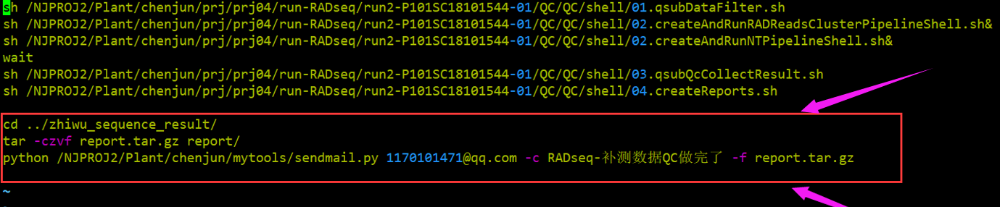 sh /NJPROJ2/Plant/chenjun/prj/prj04/run-RADseq/run2-P101SC18101544-01/QC/QC/shell/01.qsubDataFilter.sh
sh /NJPROJ2/Plant/chenjun/prj/prj04/run-RADseq/run2-P101SC18101544-01/QC/QC/shell/02.createAndRunRADReadsClusterPipelineShell.sh&
sh /NJPROJ2/Plant/chenjun/prj/prj04/run-RADseq/run2-P101SC18101544-01/QC/QC/shell/02.createAndRunNTPipelineShell.sh&
wait
sh /NJPROJ2/Plant/chenjun/prj/prj04/run-RADseq/run2-P101SC18101544-01/QC/QC/shell/03.qsubQcCollectResult.sh
sh /NJPROJ2/Plant/chenjun/prj/prj04/run-RADseq/run2-P101SC18101544-01/QC/QC/shell/04.createReports.sh
cd ../zhiwu_sequence_result/
tar -czvf report.tar.gz report/
python /NJPROJ2/Plant/chenjun/mytools/sendmail.py 1170101471@qq.com -c RADseq-补测数据QC做完了 -f report.tar.gz
~